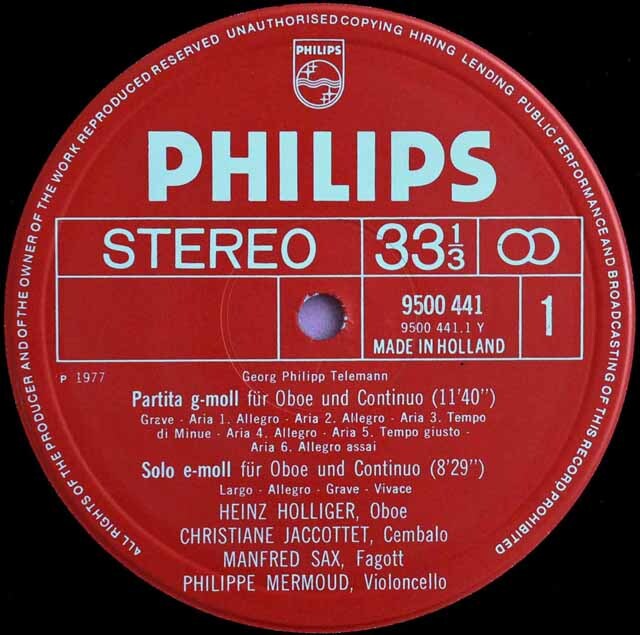 ALL RIGHTS OF THE PRODUCER AND OF THE OWNER OF THE WORK REPRODUCED RESERVED UNAUTHORISED COPYING HIRING LENDING PUBLIC PERFORMANCE AND BROADCASTING OF THIS RECORD PROHIBITED
PHILIPS
PHILIPS
STEREO 33 1/3
9500 441
9500 441.1 Y
MADE IN HOLLAND
1
P 1977
Georg Philipp Telemann
Partita g-moll für Oboe und Continuo (11'40")
Grave - Aria 1. Allegro - Aria 2. Allegro - Aria 3. Tempo
di Minue - Aria 4. Allegro - Aria 5. Tempo giusto -
Aria 6. Allegro assai
Solo e-moll für Oboe und Continuo (8'29")
Largo - Allegro - Grave - Vivace
HEINZ HOLLIGER, Oboe
CHRISTIANE JACCOTTET, Cembalo
MANFRED SAX, Fagott
PHILIPPE MERMOUD, Violoncello